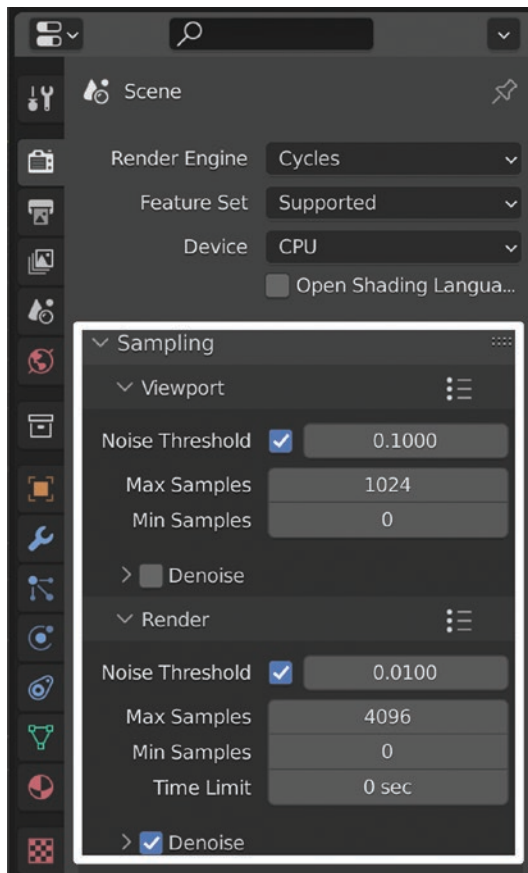 Scene
Render Engine Cycles
Feature Set Supported
Device CPU
Open Shading Langua...
Sampling
Viewport
Noise Threshold 0.1000
Max Samples 1024
Min Samples 0
Denoise
Render
Noise Threshold 0.0100
Max Samples 4096
Min Samples 0
Time Limit 0 sec
Denoise